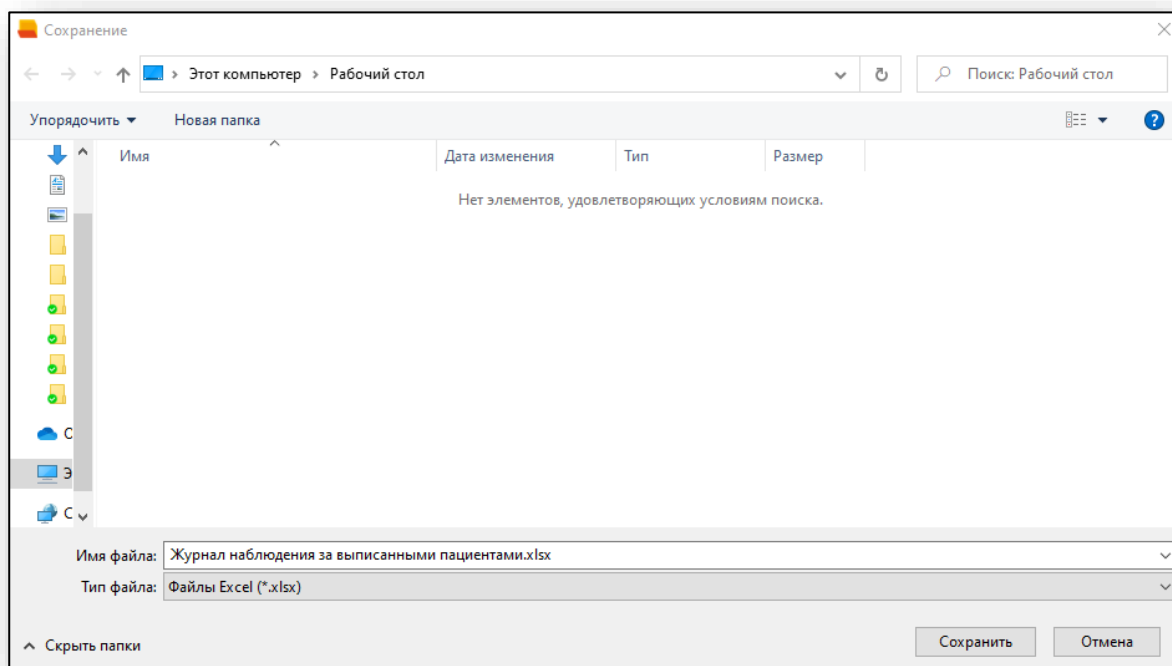 Сохранение
Этот компьютер › Рабочий стол
Поиск: Рабочий стол
Упорядочить Новая папка
Имя Дата изменения Тип Размер
Нет элементов, удовлетворяющих условиям поиска.
О
Э
С
Имя файла: Журнал наблюдения за выписанными пациентами.xlsx
Тип файла: Файлы Excel (*.xlsx)
Скрыть папки Сохранить Отмена